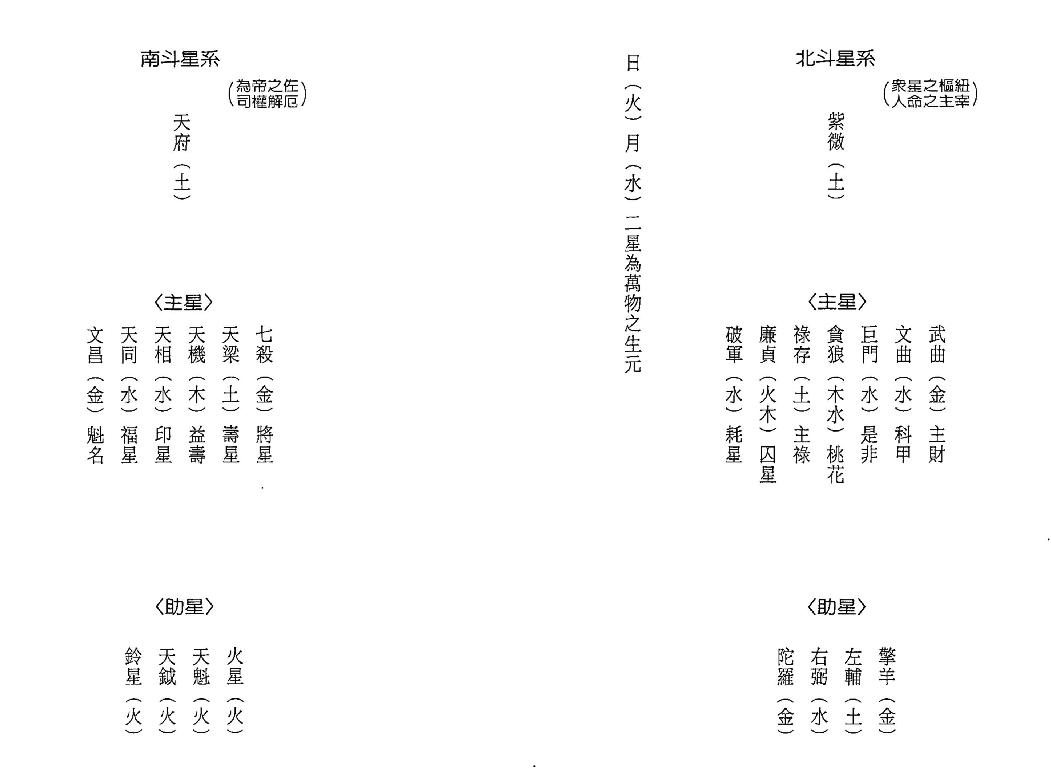 北斗星系
（眾星之樞紐
人命之主宰）
紫微（土）
〈主星〉
武曲（金）主財
文曲（水）科甲
巨門（水）是非
貪狼（木水）桃花
祿存（土）主祿
廉貞（火木）囚星
破軍（水）耗星
〈助星〉
擎羊（金）
左輔（土）
右弼（水）
陀羅（金）
日（火）月（水）二星為萬物之生元
南斗星系
（為帝之佐
司權解厄）
天府（土）
〈主星〉
七殺（金）將星
天梁（土）壽星
天機（木）益壽
天相（水）印星
天同（水）福星
文昌（金）魁名
〈助星〉
火星（火）
天魁（火）
天鉞（火）
鈴星（火）